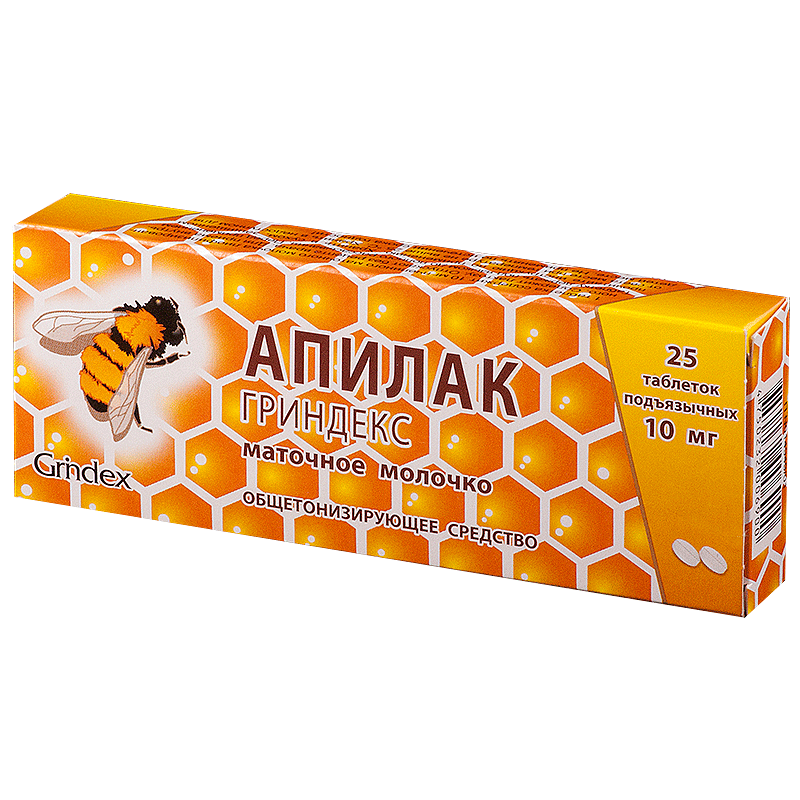 АПИЛАК
ГРИНДЕКС
маточное молочко
ОБЩЕТОНИЗИРУЮЩЕЕ СРЕДСТВО
Grindex
25
таблеток
подъязычных
10 мг